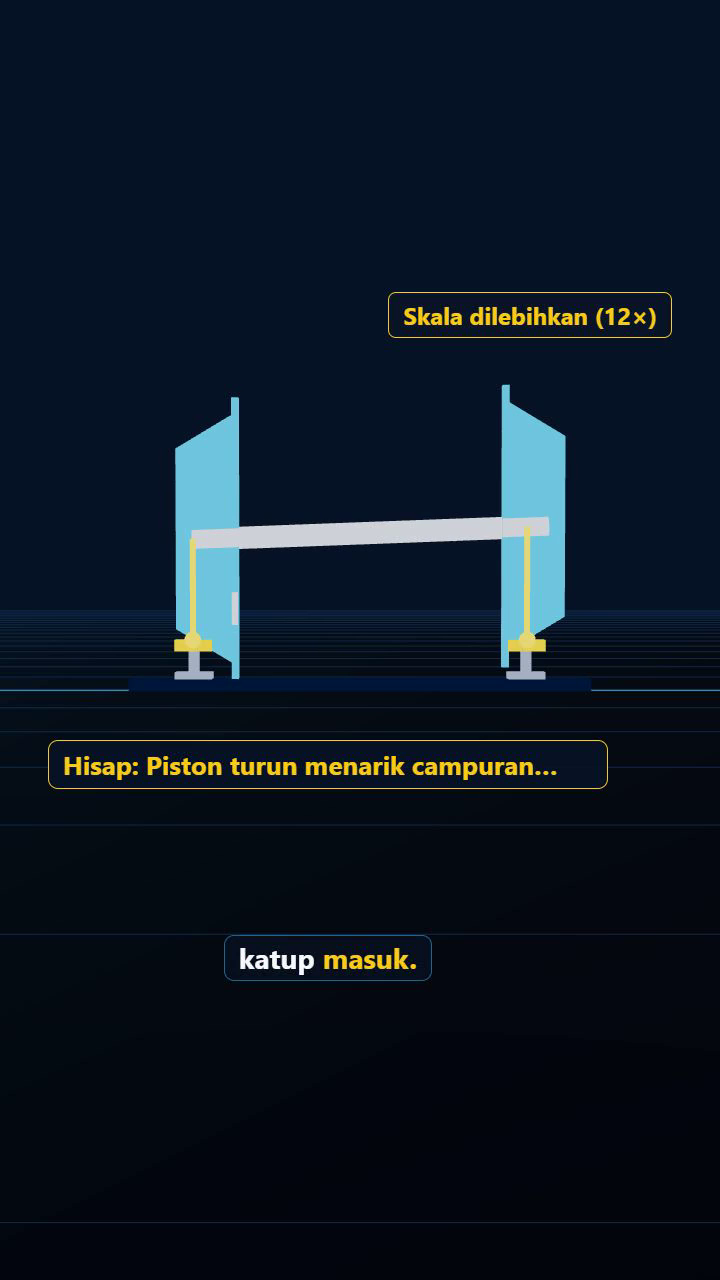 Skala dilebihkan (12×)
Hisap: Piston turun menarik campuran...
katup masuk.